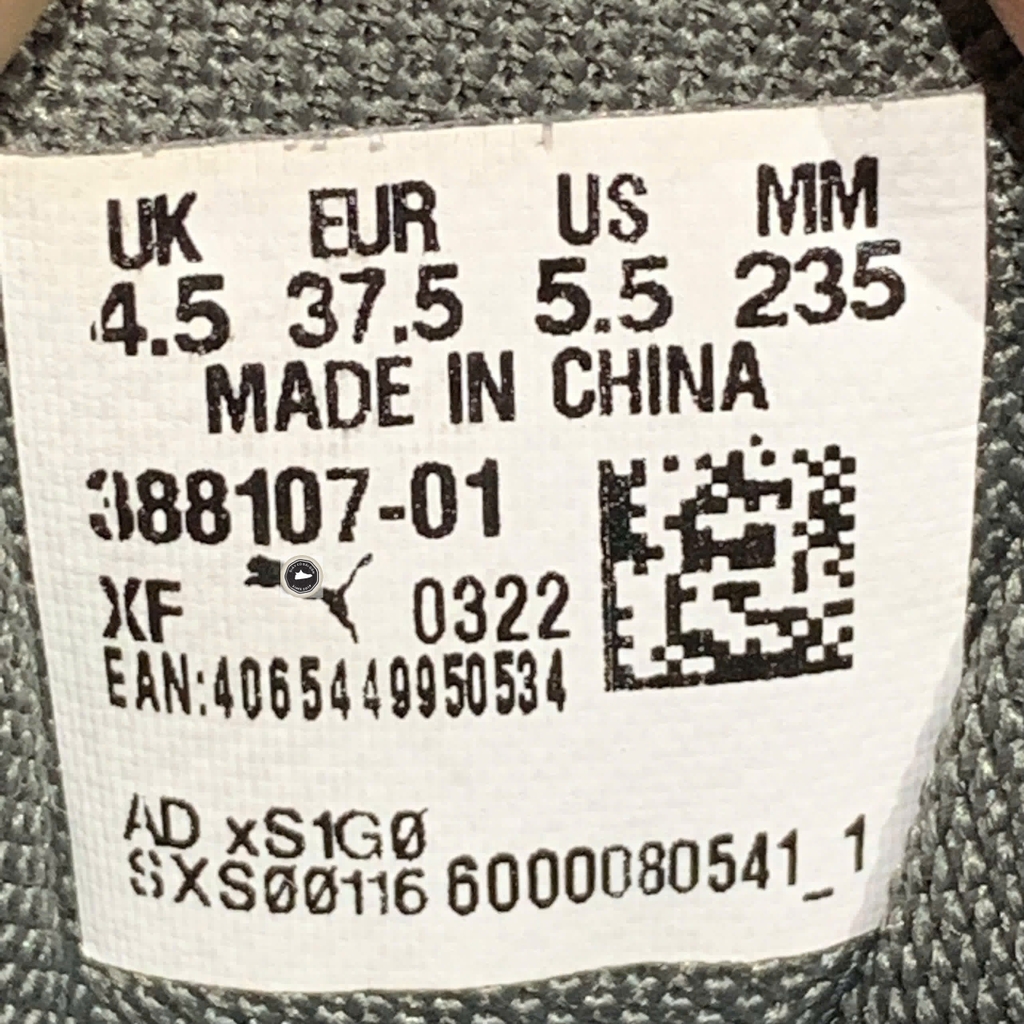 UK EUR US MM
4.5 37.5 5.5 235
MADE IN CHINA
388107-01
XF 0322
EAN:4065449950534
AD xS1GØ
SXSØØ116 6000080541_1